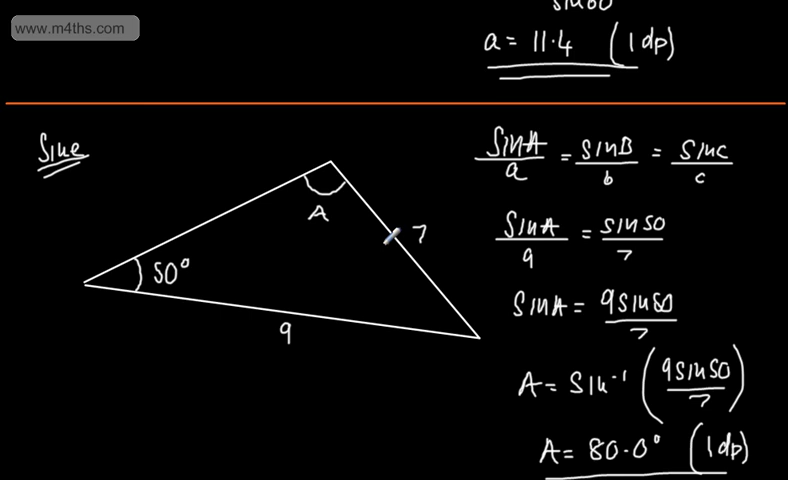 www.m4ths.com
sin60
a = 11.4 (1dp)
Sine
SinA/a = SinB/b = SinC/c
A
7
50°
9
SinA/9 = Sin50/7
SinA = 9Sin50/7
A = Sin⁻¹ (9Sin50/7)
A = 80.0° (1dp)